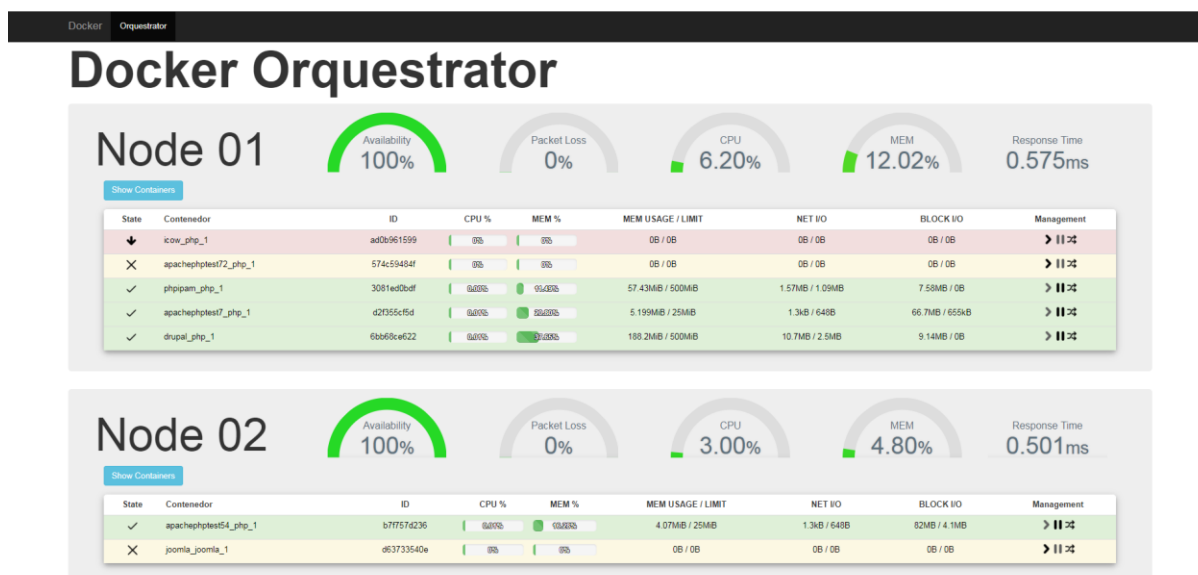 Docker Orquestrator
Docker Orquestrator
Node 01
Availability
100%
Packet Loss
0%
CPU
6.20%
MEM
12.02%
Response Time
0.575ms
Show Containers
State Contenedor ID CPU % MEM % MEM USAGE / LIMIT NET I/O BLOCK I/O Management
icow_php_1 ad0b961599 0% 0% 0B / 0B 0B / 0B 0B / 0B
apachephptest72_php_1 574c59484f 0% 0% 0B / 0B 0B / 0B 0B / 0B
phpipam_php_1 3081ed0bdf 57.43MiB / 500MiB 1.57MB / 1.09MB 7.58MB / 0B
apachephptest7_php_1 d2f355cf5d 0.01% 5.199MiB / 25MiB 1.3kB / 648B 66.7MB / 655kB
drupal_php_1 6bb68ce622 0.01% 188.2MiB / 500MiB 10.7MB / 2.5MB 9.14MB / 0B
Node 02
Availability
100%
Packet Loss
0%
CPU
3.00%
MEM
4.80%
Response Time
0.501ms
Show Containers
State Contenedor ID CPU % MEM % MEM USAGE / LIMIT NET I/O BLOCK I/O Management
apachephptest54_php_1 b7f757d236 0.01% 4.07MiB / 25MiB 1.3kB / 648B 82MB / 4.1MB
joomla_joomla_1 d63733540e 0% 0% 0B / 0B 0B / 0B 0B / 0B